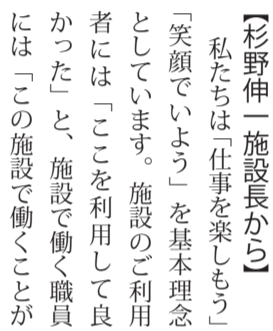 【杉野伸一施設長から】
私たちは「仕事を楽しもう」
「笑顔でいよう」を基本理念
としています。施設のご利用
者には「ここを利用して良
かった」と、施設で働く職員
には「この施設で働くことが